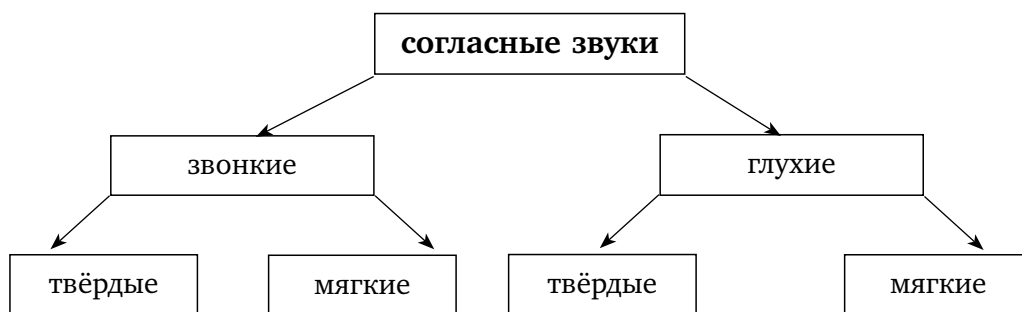 согласные звуки
звонкие
глухие
твёрдые
мягкие
твёрдые
мягкие